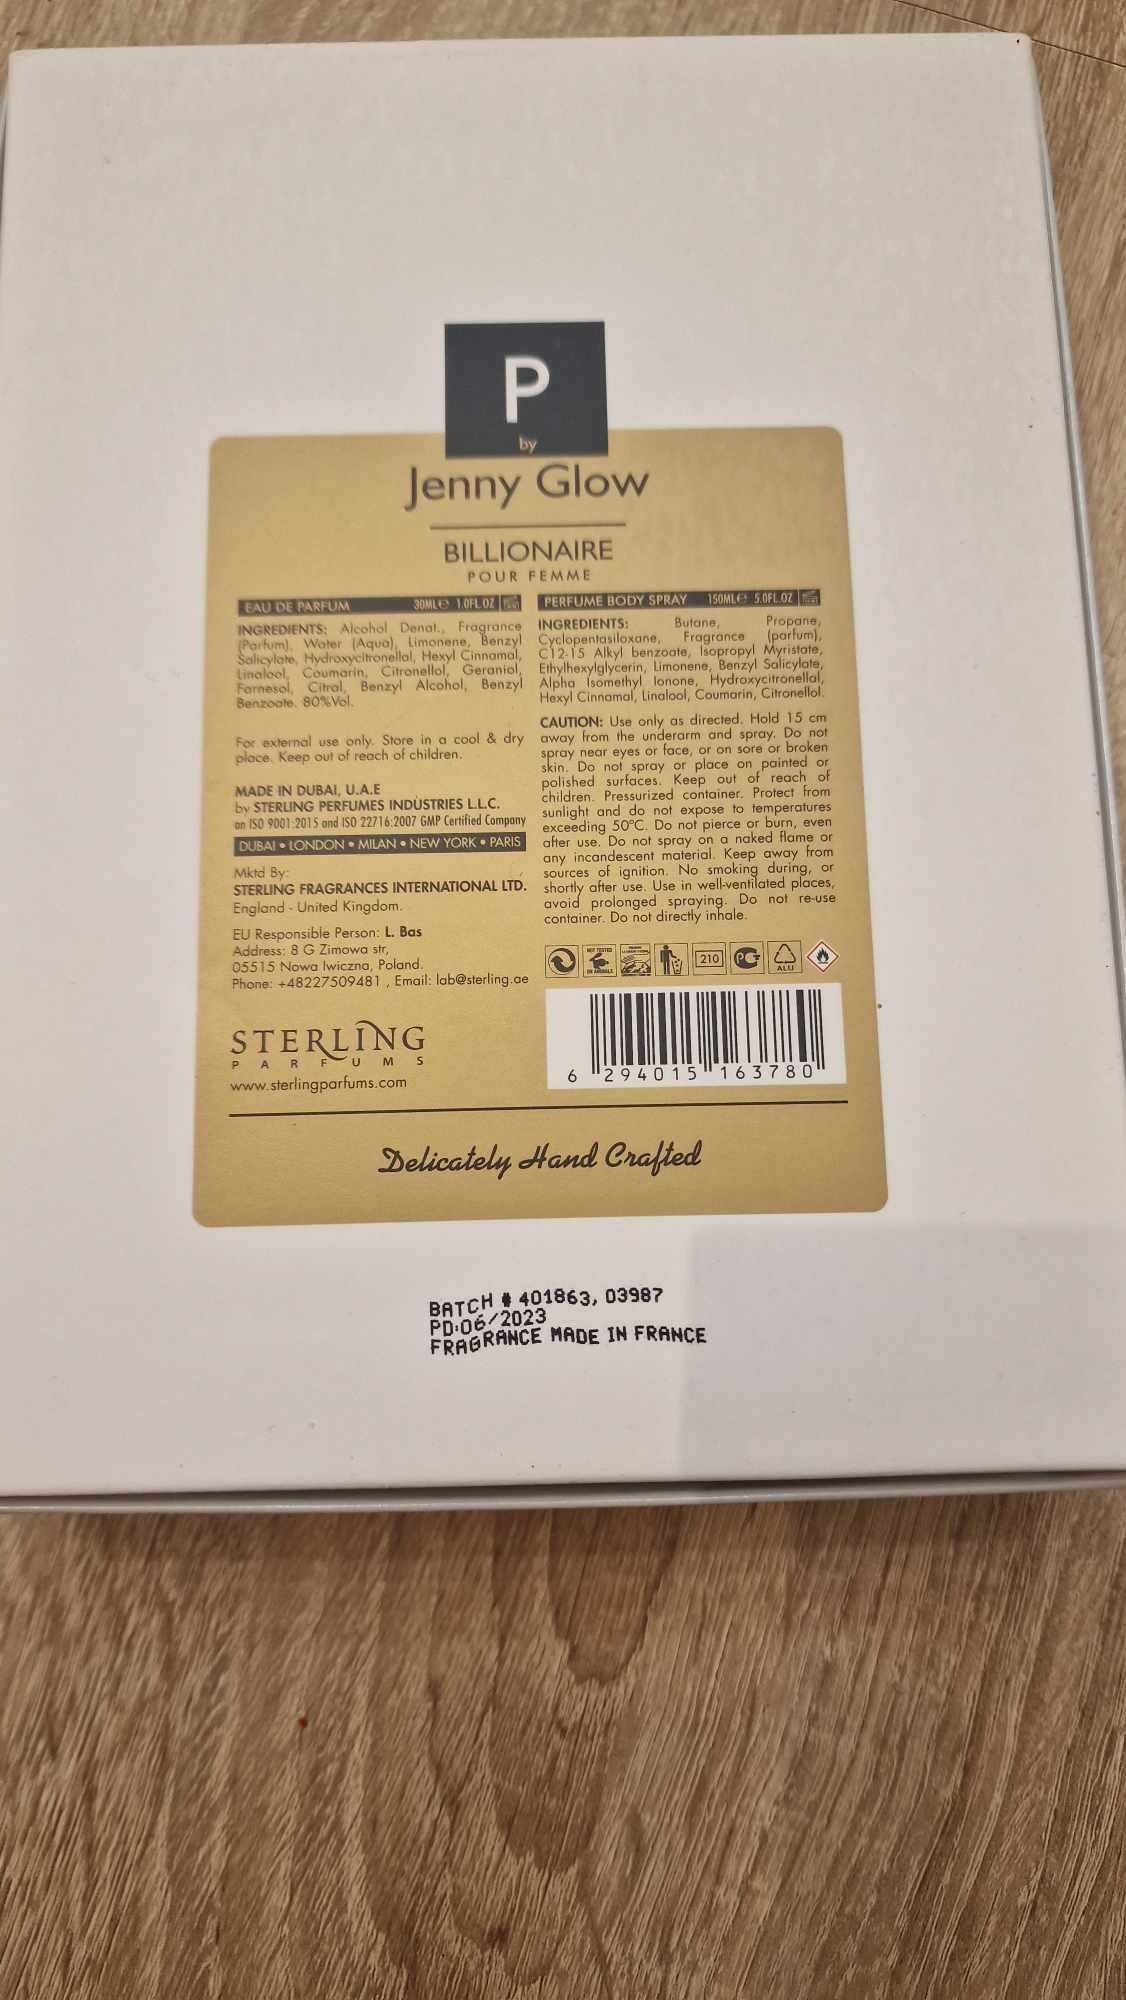 P
by
Jenny Glow
BILLIONAIRE
POUR FEMME
EAU DE PARFUM 30ML℮ 1.0FL.OZ
INGREDIENTS: Alcohol Denat., Fragrance
(Parfum), Water (Aqua), Limonene, Benzyl
Salicylate, Hydroxycitronellal, Hexyl Cinnamal,
Linalool, Coumarin, Citronellol, Geraniol,
Farnesol, Citral, Benzyl Alcohol, Benzyl
Benzoate. 80%Vol.
For external use only. Store in a cool & dry
place. Keep out of reach of children.
MADE IN DUBAI, U.A.E
by STERLING PERFUMES INDUSTRIES L.L.C.
an ISO 9001:2015 and ISO 22716:2007 GMP Certified Company
DUBAI • LONDON • MILAN • NEW YORK • PARIS
Mktd By:
STERLING FRAGRANCES INTERNATIONAL LTD.
England - United Kingdom.
EU Responsible Person: L. Bas
Address: 8 G Zimowa str,
05515 Nowa Iwiczna, Poland.
Phone: +48227509481 , Email: lab@sterling.ae
STERLING
PARFUMS
www.sterlingparfums.com
PERFUME BODY SPRAY 150ML℮ 5.0FL.OZ
INGREDIENTS: Butane, Propane,
Cyclopentasiloxane, Fragrance (parfum),
C12-15 Alkyl benzoate, Isopropyl Myristate,
Ethylhexylglycerin, Limonene, Benzyl Salicylate,
Alpha Isomethyl Ionone, Hydroxycitronellal,
Hexyl Cinnamal, Linalool, Coumarin, Citronellol.
CAUTION: Use only as directed. Hold 15 cm
away from the underarm and spray. Do not
spray near eyes or face, or on sore or broken
skin. Do not spray or place on painted or
polished surfaces. Keep out of reach of
children. Pressurized container. Protect from
sunlight and do not expose to temperatures
exceeding 50°C. Do not pierce or burn, even
after use. Do not spray on a naked flame or
any incandescent material. Keep away from
sources of ignition. No smoking during, or
shortly after use. Use in well-ventilated places,
avoid prolonged spraying. Do not re-use
container. Do not directly inhale.
NOT TESTED
ON ANIMALS
210
ALU
6 294015 163780
Delicately Hand Crafted
BATCH # 401863, 03987
PD:06/2023
FRAGRANCE MADE IN FRANCE